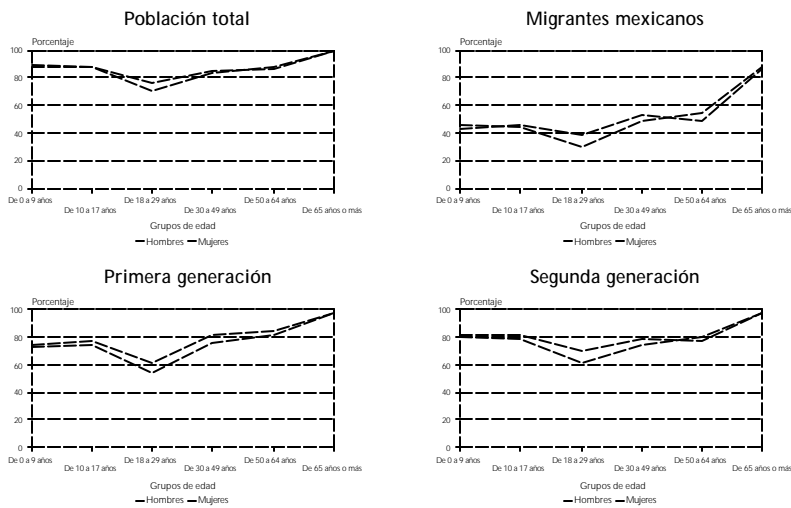 Población total
Porcentaje
100
80
60
40
20
0
De 0 a 9 años
De 10 a 17 años
De 18 a 29 años
De 30 a 49 años
De 50 a 64 años
De 65 años o más
Grupos de edad
Hombres Mujeres
Migrantes mexicanos
Porcentaje
100
80
60
40
20
0
De 0 a 9 años
De 10 a 17 años
De 18 a 29 años
De 30 a 49 años
De 50 a 64 años
De 65 años o más
Grupos de edad
Hombres Mujeres
Primera generación
Porcentaje
100
80
60
40
20
0
De 0 a 9 años
De 10 a 17 años
De 18 a 29 años
De 30 a 49 años
De 50 a 64 años
De 65 años o más
Grupos de edad
Hombres Mujeres
Segunda generación
Porcentaje
100
80
60
40
20
0
De 0 a 9 años
De 10 a 17 años
De 18 a 29 años
De 30 a 49 años
De 50 a 64 años
De 65 años o más
Grupos de edad
Hombres Mujeres